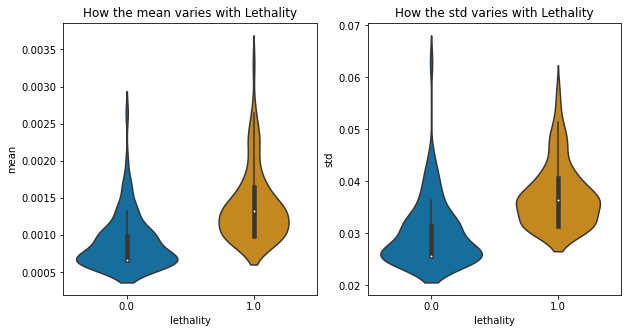 How the mean varies with Lethality
mean
0.0035
0.0030
0.0025
0.0020
0.0015
0.0010
0.0005
0.0
1.0
lethality
How the std varies with Lethality
std
0.07
0.06
0.05
0.04
0.03
0.02
0.0
1.0
lethality